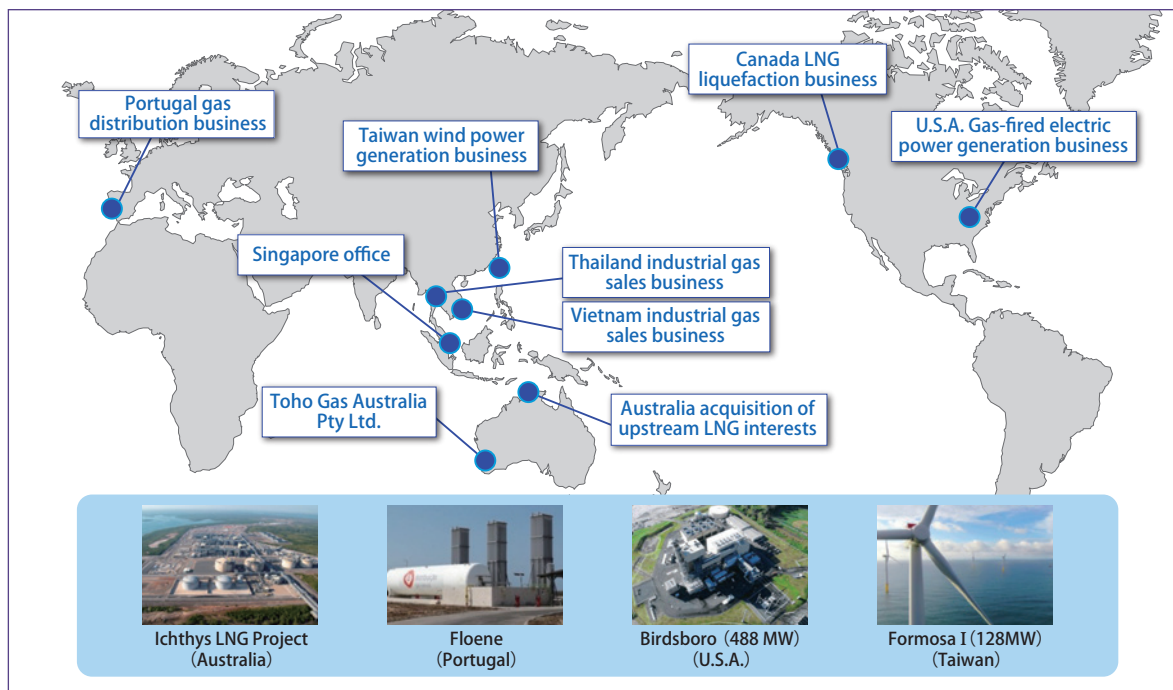 Canada LNG
liquefaction business
Portugal gas
distribution business
U.S.A. Gas-fired electric
power generation business
Taiwan wind power
generation business
Singapore office
Thailand industrial gas
sales business
Vietnam industrial gas
sales business
Toho Gas Australia
Pty Ltd.
Australia acquisition of
upstream LNG interests
Ichthys LNG Project
(Australia)
Floene
(Portugal)
Birdsboro (488 MW)
(U.S.A.)
Formosa I (128MW)
(Taiwan)